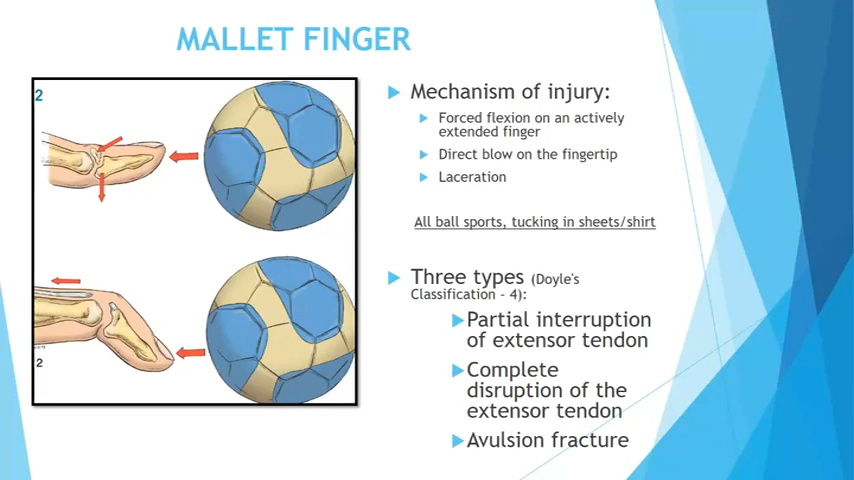 MALLET FINGER
2
2
Mechanism of injury:
Forced flexion on an actively
extended finger
Direct blow on the fingertip
Laceration
All ball sports, tucking in sheets/shirt
Three types (Doyle's
Classification - 4):
Partial interruption
of extensor tendon
Complete
disruption of the
extensor tendon
Avulsion fracture